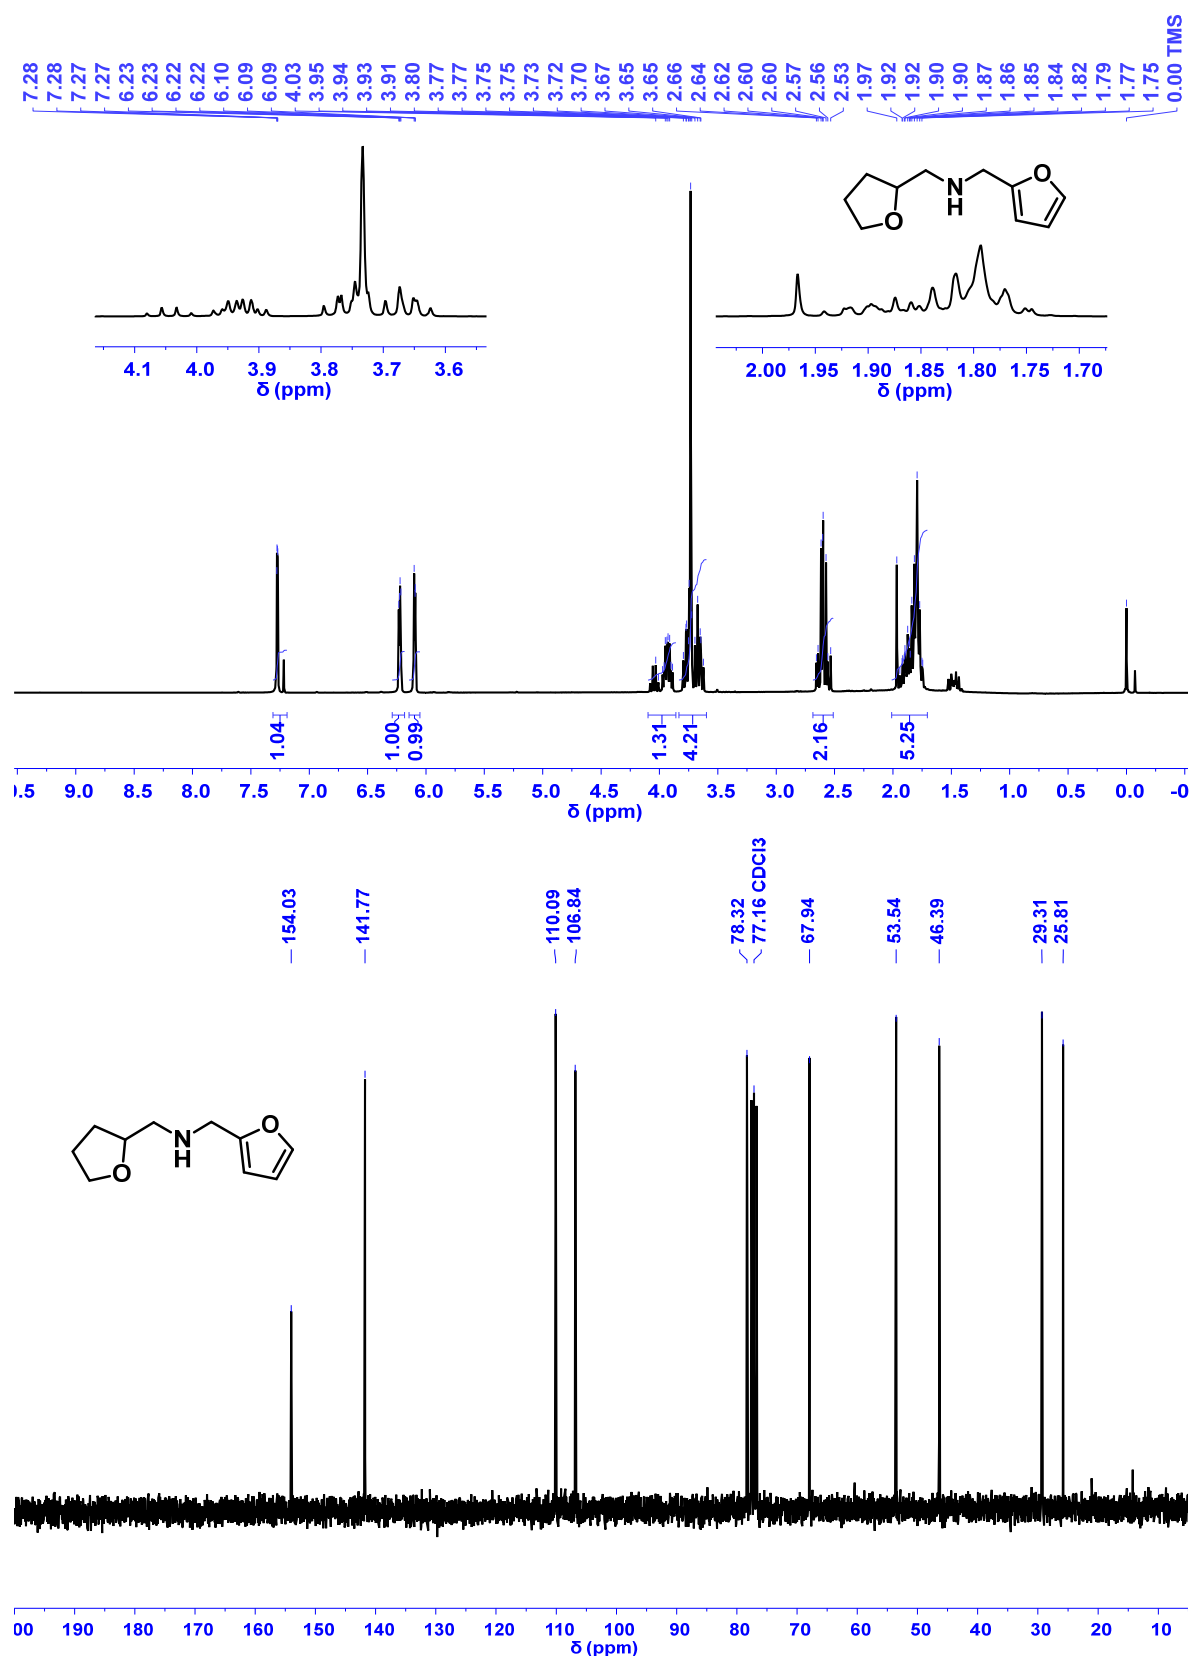 7.28 7.28 7.27 7.27 6.23 6.23 6.22 6.22 6.10 6.09 6.09 4.03 3.95 3.94 3.93 3.91 3.80 3.77 3.77 3.75 3.75 3.73 3.72 3.70 3.67 3.65 3.65 2.66 2.64 2.62 2.60 2.60 2.57 2.56 2.53 1.97 1.92 1.92 1.90 1.90 1.87 1.86 1.85 1.84 1.82 1.79 1.77 1.75 0.00 TMS
O
N
H
O
4.1 4.0 3.9 3.8 3.7 3.6
δ (ppm)
2.00 1.95 1.90 1.85 1.80 1.75 1.70
δ (ppm)
1.04 1.00 0.99 1.31 4.21 2.16 5.25
0.5 9.0 8.5 8.0 7.5 7.0 6.5 6.0 5.5 5.0 4.5 4.0 3.5 3.0 2.5 2.0 1.5 1.0 0.5 0.0 -0
δ (ppm)
154.03 141.77 110.09 106.84 78.32 77.16 CDCl3 67.94 53.54 46.39 29.31 25.81
O
N
H
O
00 190 180 170 160 150 140 130 120 110 100 90 80 70 60 50 40 30 20 10
δ (ppm)